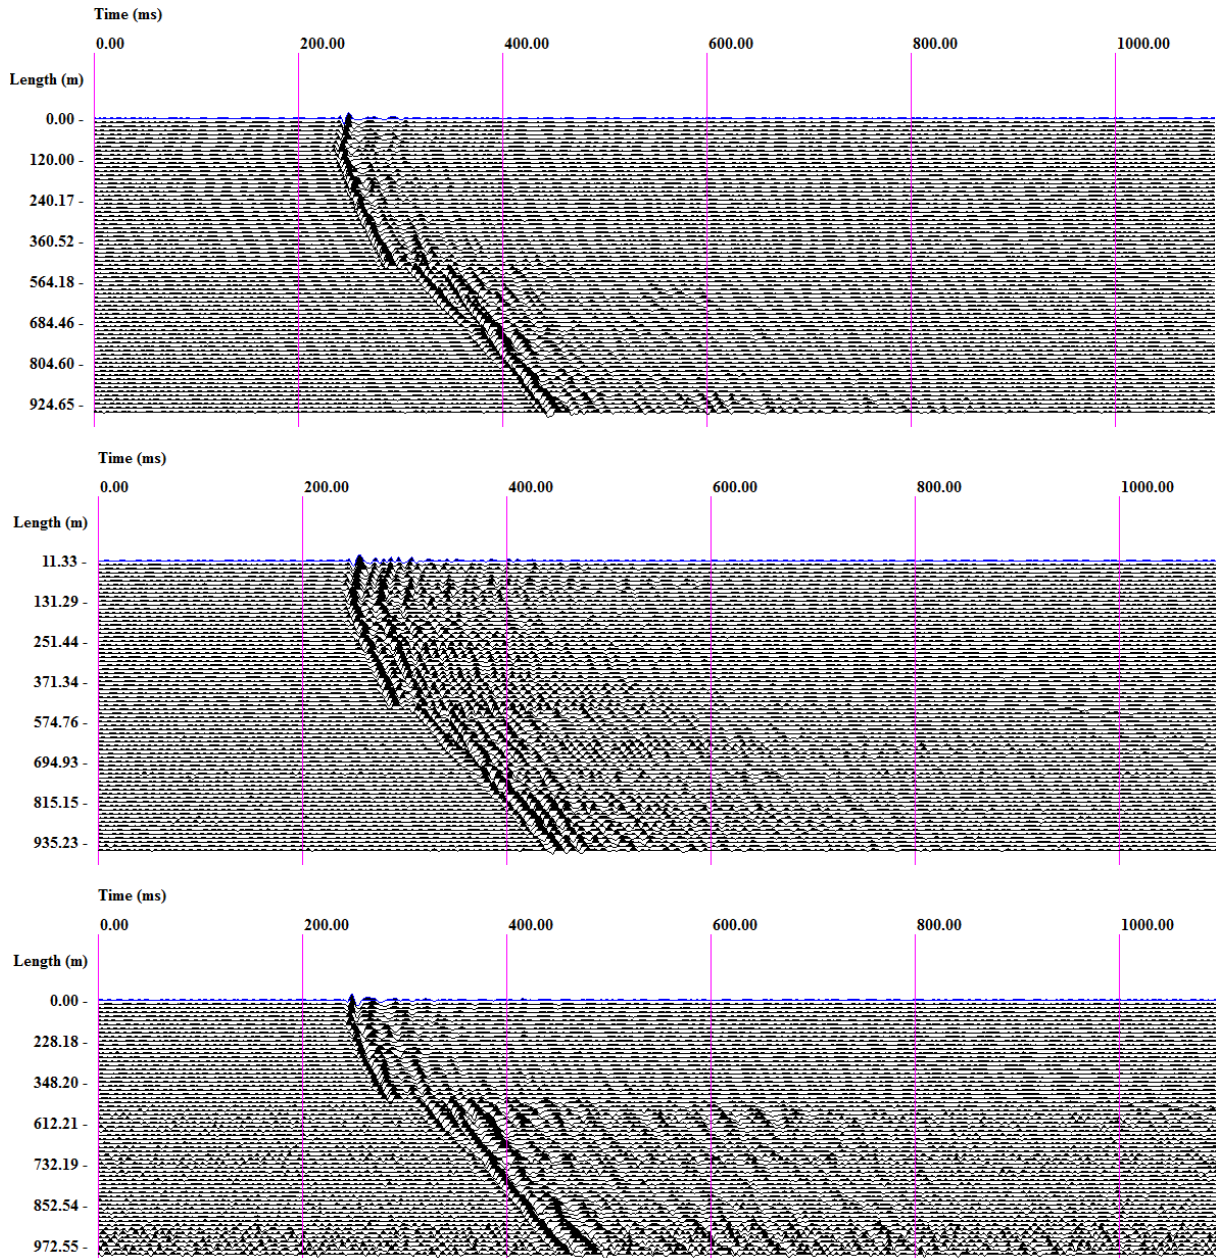 Time (ms)
0.00 200.00 400.00 600.00 800.00 1000.00
Length (m)
0.00 -
120.00 -
240.17 -
360.52 -
564.18 -
684.46 -
804.60 -
924.65 -
Time (ms)
0.00 200.00 400.00 600.00 800.00 1000.00
Length (m)
11.33 -
131.29 -
251.44 -
371.34 -
574.76 -
694.93 -
815.15 -
935.23 -
Time (ms)
0.00 200.00 400.00 600.00 800.00 1000.00
Length (m)
0.00 -
228.18 -
348.20 -
612.21 -
732.19 -
852.54 -
972.55 -